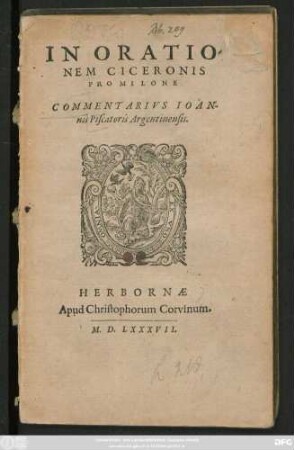 IN ORATIO-
NEM CICERONIS
PRO MILONE
COMMENTARIVS IOAN-
nis Piscatoris Argentinensis.
HERBORNÆ
Apud Christophorum Corvinum.
M. D. LXXXVII.